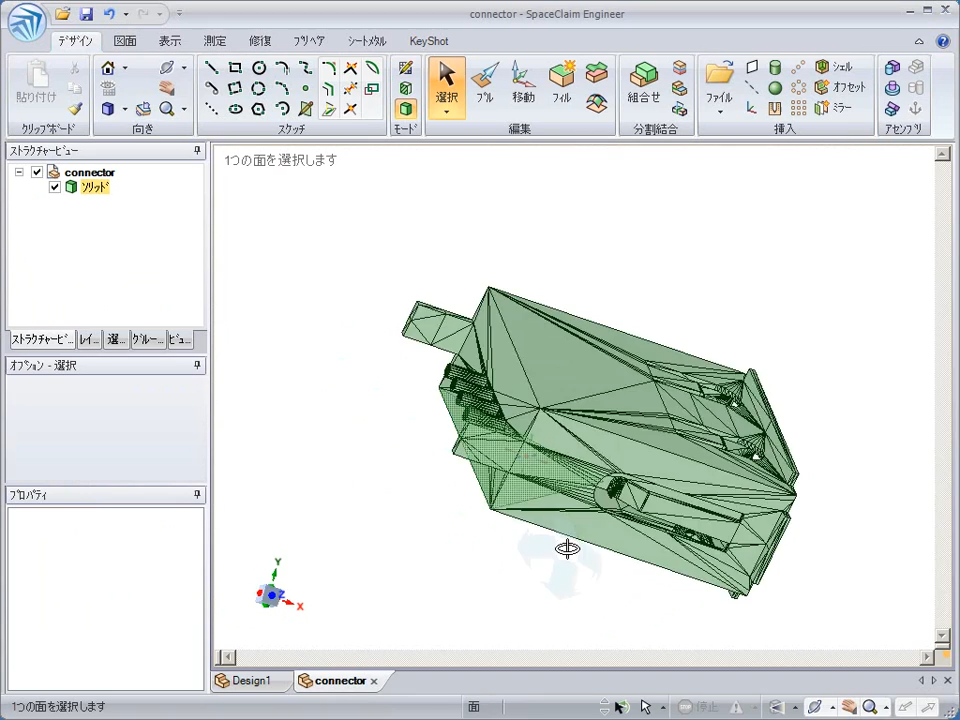 connector - SpaceClaim Engineer
デザイン 図面 表示 測定 修復 プリペア シートメタル KeyShot
貼り付け 選択 プル 移動 フィル 組合せ ファイル シェル
オフセット
ミラー
クリップボード 向き スケッチ モード 編集 分割結合 挿入 アセンブリ
ストラクチャービュー
connector
ソリッド
ストラクチャービ... レイ... 選... グルー... ビュ...
オプション - 選択
プロパティ
1つの面を選択します
Y
Z
X
Design1 connector
1つの面を選択します 面 停止